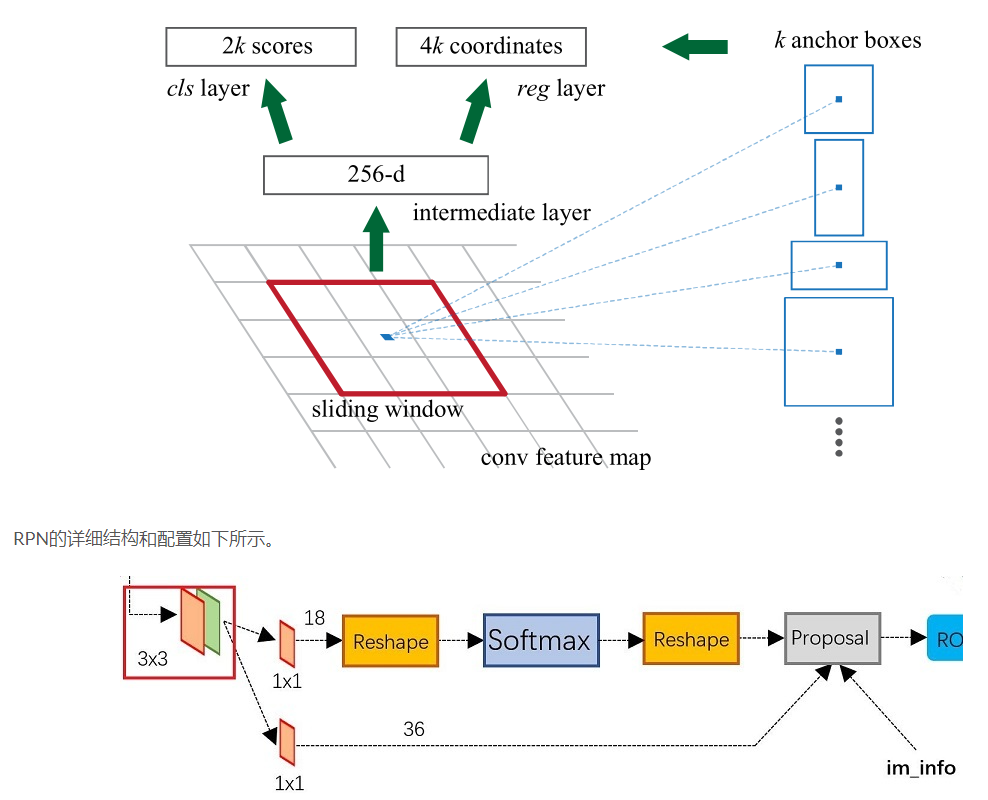 2k scores
4k coordinates
k anchor boxes
cls layer
reg layer
256-d
intermediate layer
sliding window
conv feature map
RPN的详细结构和配置如下所示。
3x3
18
1x1
Reshape
Softmax
Reshape
Proposal
RO
36
1x1
im_info